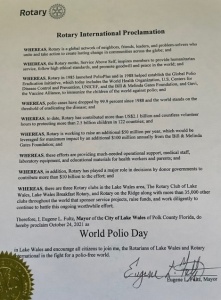 Rotary
Rotary International Proclamation
WHEREAS, Rotary is a global network of neighbors, friends, leaders, and problem-solvers who
unite and take action to create lasting change in communities across the globe; and
WHEREAS, the Rotary motto, Service Above Self, inspires members to provide humanitarian
service, follow high ethical standards, and promote goodwill and peace in the world; and
WHEREAS, Rotary in 1985 launched PolioPlus and in 1988 helped establish the Global Polio
Eradication Initiative, which today includes the World Health Organization, U.S. Centers for
Disease Control and Prevention, UNICEF, and the Bill & Melinda Gates Foundation, and Gavi,
the Vaccine Alliance, to immunize the children of the world against polio; and
WHEREAS, polio cases have dropped by 99.9 percent since 1988 and the world stands on the
threshold of eradicating the disease; and
WHEREAS, to date, Rotary has contributed more than US$2.1 billion and countless volunteer
hours to protecting more than 2.5 billion children in 122 countries; and
WHEREAS, Rotary is working to raise an additional $50 million per year, which would be
leveraged for maximum impact by an additional $100 million annually from the Bill & Melinda
Gates Foundation; and
WHEREAS, these efforts are providing much-needed operational support, medical staff,
laboratory equipment, and educational materials for health workers and parents; and
WHEREAS, in addition, Rotary has played a major role in decisions by donor governments to
contribute more than $10 billion to the effort; and
WHEREAS, there are three Rotary clubs in the Lake Wales area, The Rotary Club of Lake
Wales, Lake Wales Breakfast Rotary, and Rotary on the Ridge along with more than 35,000 other
clubs throughout the world that sponsor service projects, raise funds, and work diligently to
continue to battle this ongoing worldwide effort.
Therefore, I Eugene L. Fultz, Mayor of the City of Lake Wales of Polk County Florida, do
hereby proclaim October 24, 2021 as
World Polio Day
in Lake Wales and encourage all citizens to join me, the Rotarians of Lake Wales and Rotary
International in the fight for a polio-free world.
Eugene L. Fultz
Eugene L. Fultz, Mayor